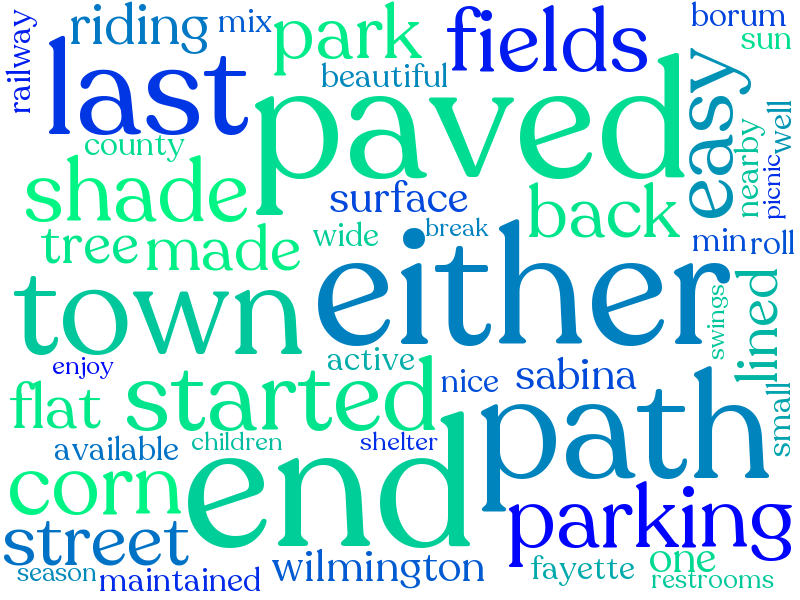 railway
riding
mix
park
fields
borum
sun
last
beautiful
paved
easy
well
nearby
picnic
county
shade
surface
back
tree
made
wide
break
min
roll
town
either
swings
lined
enjoy
active
flat
started
nice
sabina
path
small
available
children
shelter
corn
end
parking
street
season
maintained
wilmington
fayette
one
restrooms